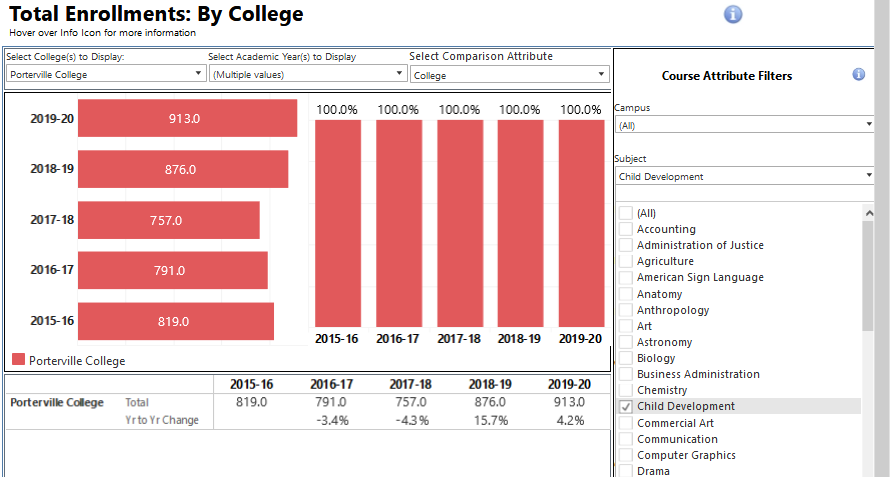 Total Enrollments: By College
Hover over Info Icon for more information
Select College(s) to Display:
Porterville College
Select Academic Year(s) to Display
(Multiple values)
Select Comparison Attribute
College
2019-20 913.0
2018-19 876.0
2017-18 757.0
2016-17 791.0
2015-16 819.0
100.0% 100.0% 100.0% 100.0% 100.0%
2015-16 2016-17 2017-18 2018-19 2019-20
Porterville College
2015-16 2016-17 2017-18 2018-19 2019-20
Porterville College Total 819.0 791.0 757.0 876.0 913.0
Yr to Yr Change -3.4% -4.3% 15.7% 4.2%
Course Attribute Filters
Campus
(All)
Subject
Child Development
(All)
Accounting
Administration of Justice
Agriculture
American Sign Language
Anatomy
Anthropology
Art
Astronomy
Biology
Business Administration
Chemistry
Child Development
Commercial Art
Communication
Computer Graphics
Drama